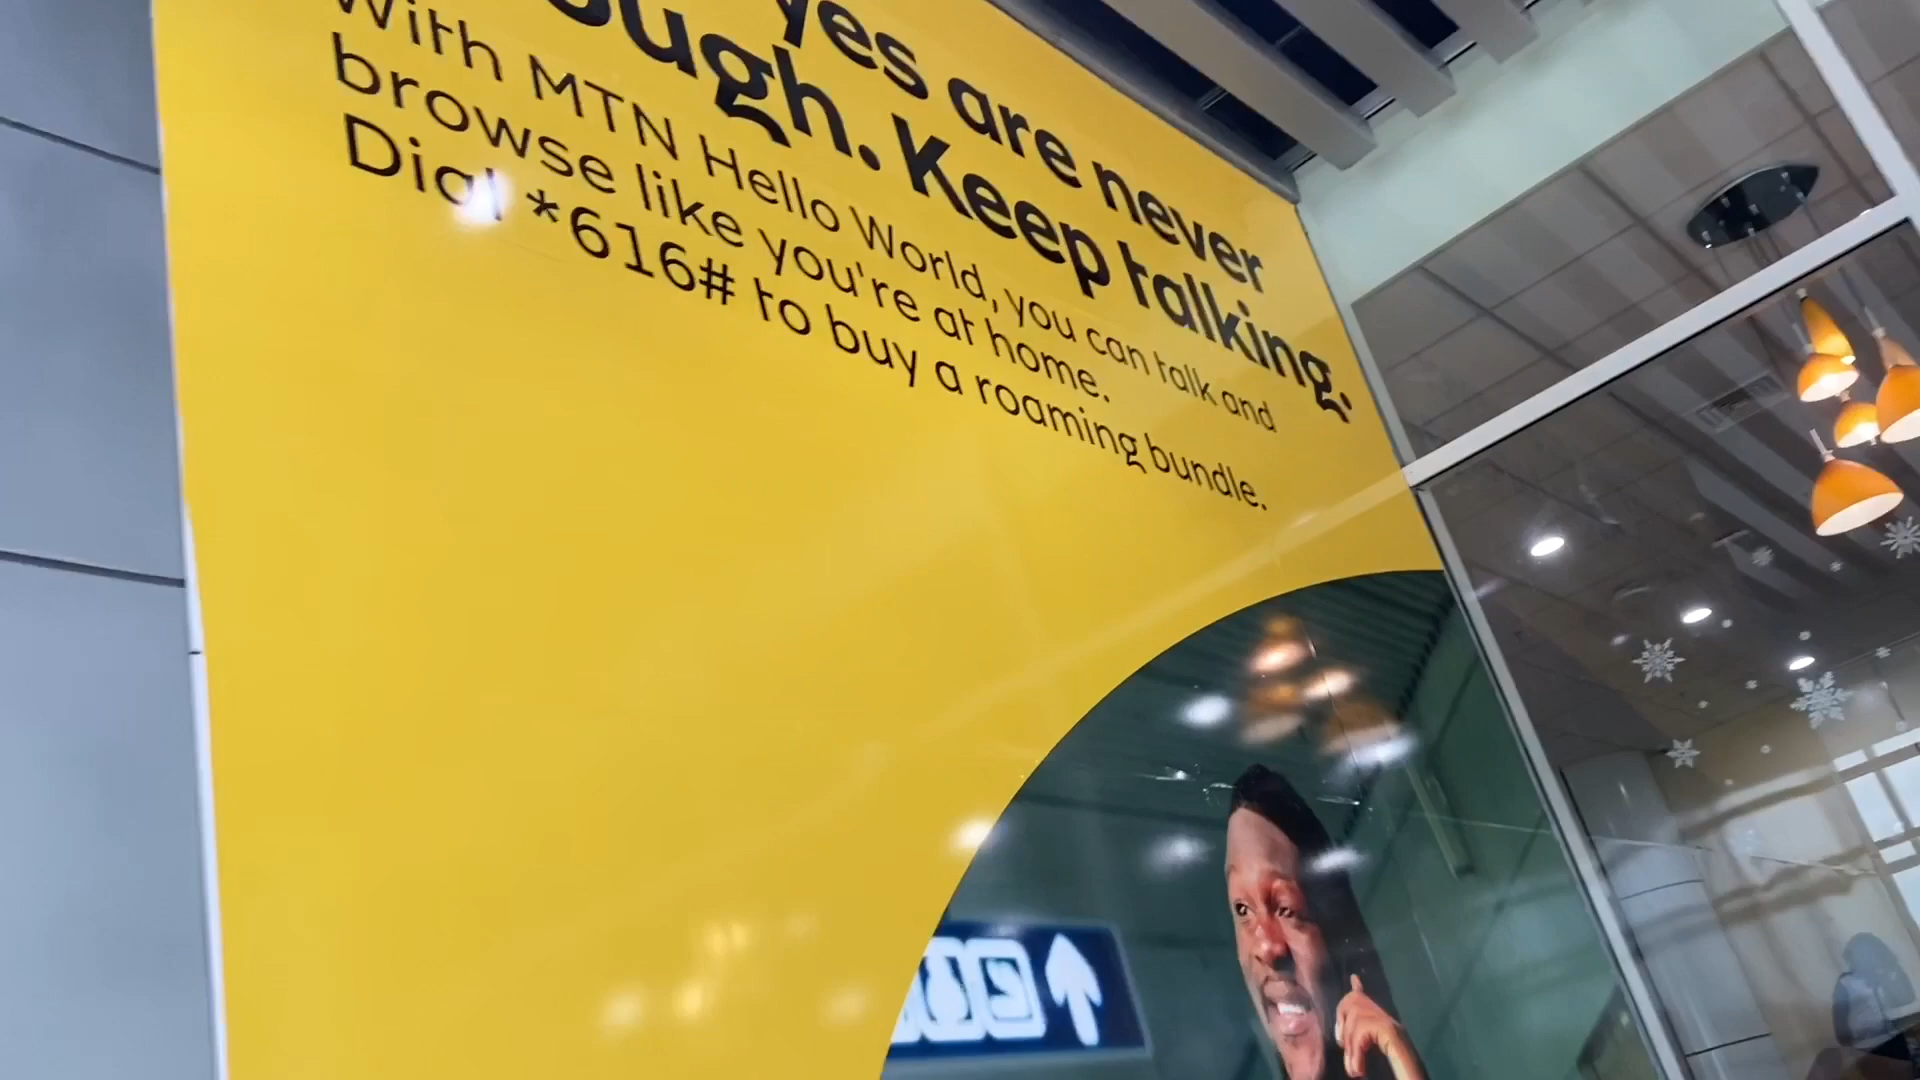 yes are never
ough. Keep talking.
With MTN Hello World, you can talk and
browse like you're at home.
Dial *616# to buy a roaming bundle.